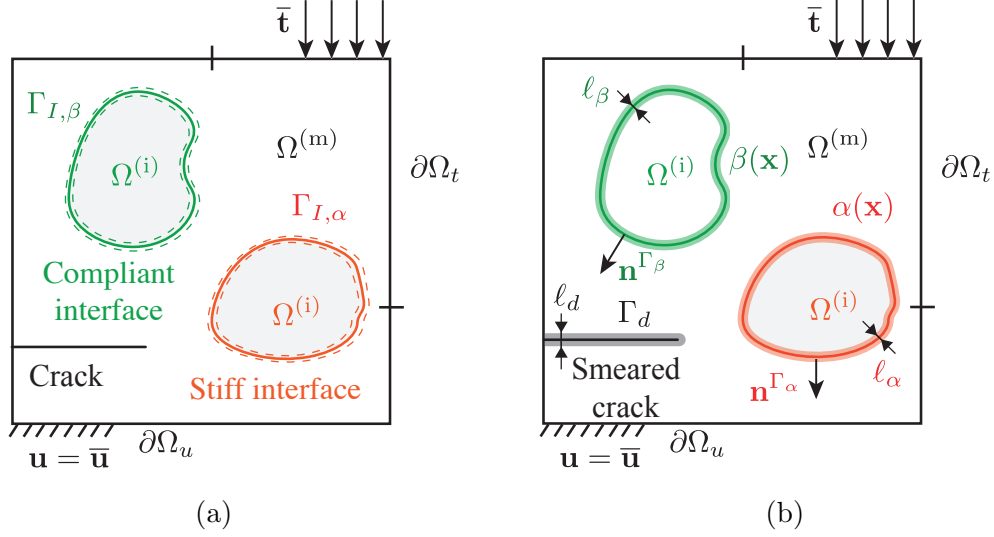 t̄
Γ_{I,β}
Ω^{(i)}
Ω^{(m)}
∂Ω_t
Γ_{I,α}
Compliant
interface
Ω^{(i)}
Crack
Stiff interface
u = ū
∂Ω_u
(a)
t̄
ℓ_β
Ω^{(i)}
β(x)
Ω^{(m)}
∂Ω_t
α(x)
n^{Γ_β}
ℓ_d
Γ_d
Ω^{(i)}
Smeared
crack
n^{Γ_α}
ℓ_α
u = ū
∂Ω_u
(b)